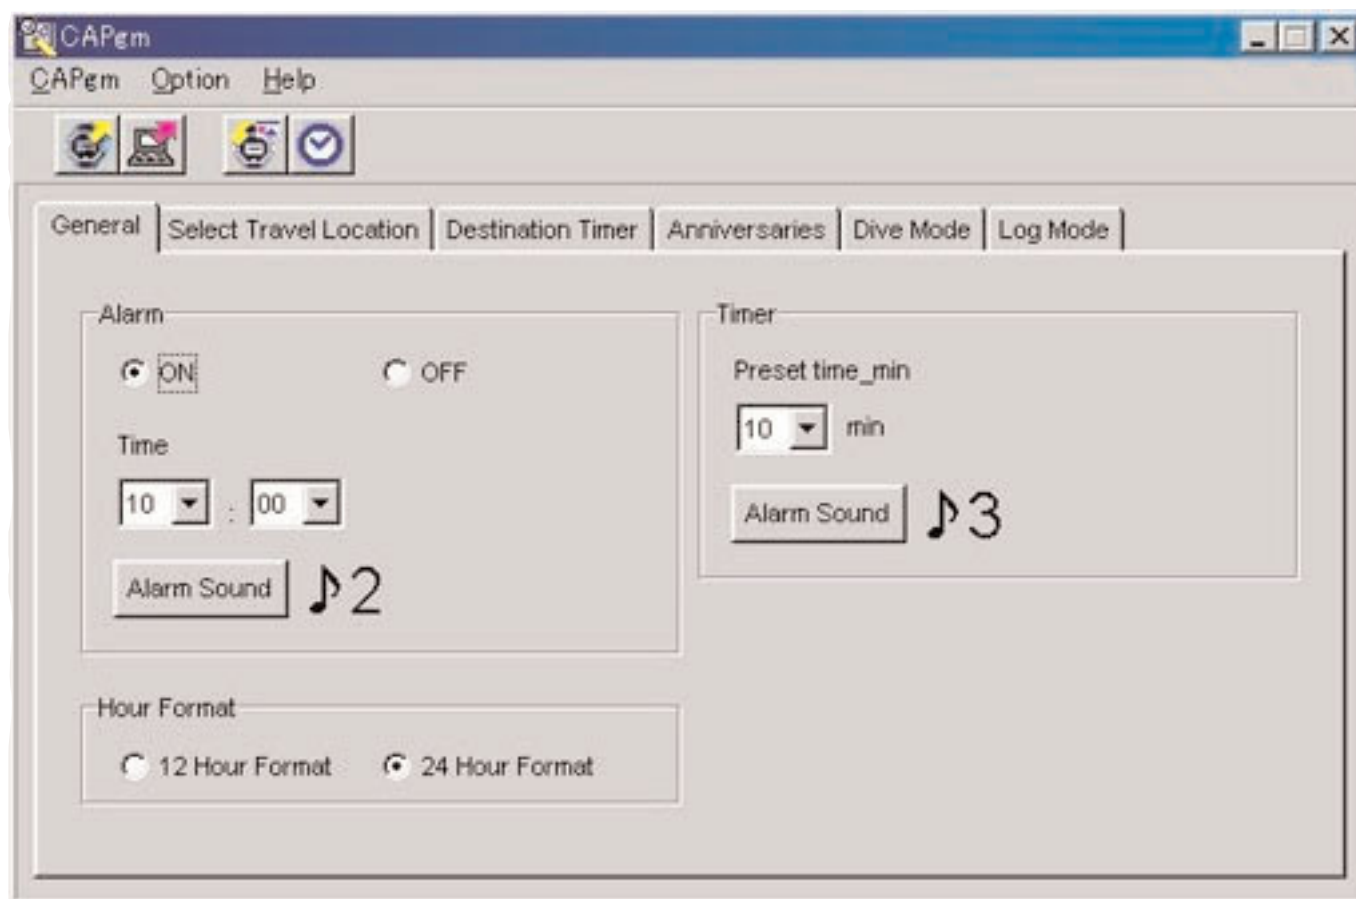 CAPgm
CAPgm Option Help
General Select Travel Location Destination Timer Anniversaries Dive Mode Log Mode
Alarm
ON OFF
Time
10 : 00
Alarm Sound ♪2
Hour Format
12 Hour Format 24 Hour Format
Timer
Preset time_min
10 min
Alarm Sound ♪3